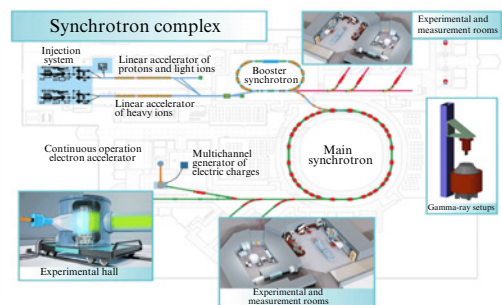 Synchrotron complex
Experimental and
measurement rooms
Injection
system
Linear accelerator of
protons and light ions
Booster
synchrotron
Linear accelerator
of heavy ions
Continuous operation
electron accelerator
Multichannel
generator of
electric charges
Main
synchrotron
Gamma-ray setups
Experimental hall
Experimental and
measurement rooms